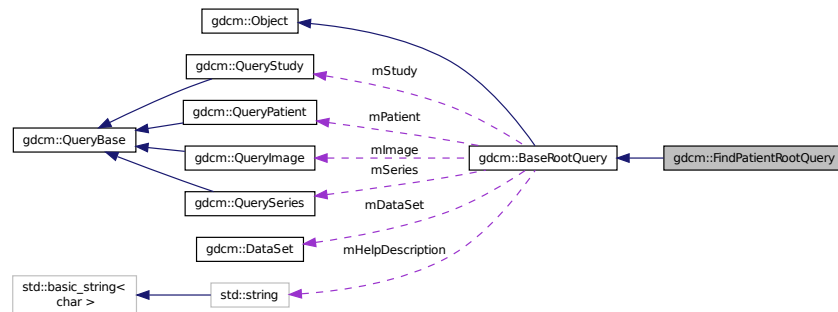 gdcm::Object
gdcm::QueryStudy
mStudy
gdcm::QueryPatient
mPatient
gdcm::QueryBase
gdcm::QueryImage
mImage
gdcm::BaseRootQuery
gdcm::FindPatientRootQuery
mSeries
gdcm::QuerySeries
mDataSet
gdcm::DataSet
mHelpDescription
std::basic_string<
char >
std::string